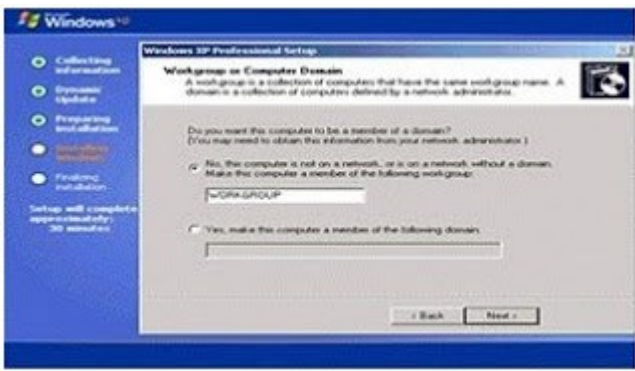 Windows xp
Collecting
information
Dynamic
Update
Preparing
installation
Installing
Windows
Finalizing
installation
Setup will complete
approximately:
30 minutes
Windows XP Professional Setup
Workgroup or Computer Domain
A workgroup is a collection of computers that have the same workgroup name. A
domain is a collection of computers defined by a network administrator.
Do you want this computer to be a member of a domain?
(You may need to obtain this information from your network administrator.)
No, this computer is not on a network, or is on a network without a domain.
Make this computer a member of the following workgroup:
WORKGROUP
Yes, make this computer a member of the following domain:
< Back
Next >